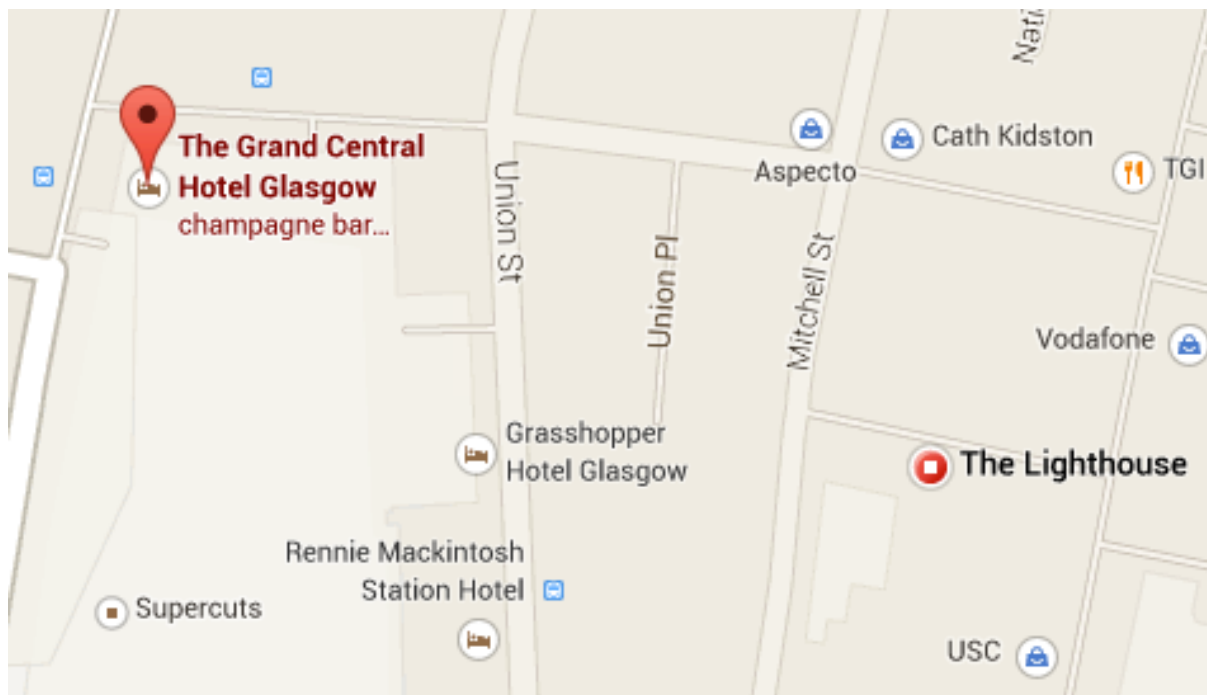 Nati
The Grand Central
Hotel Glasgow
champagne bar...
Aspecto
Cath Kidston
TGI
Union St
Union Pl
Mitchell St
Vodafone
Grasshopper
Hotel Glasgow
The Lighthouse
Rennie Mackintosh
Station Hotel
Supercuts
USC